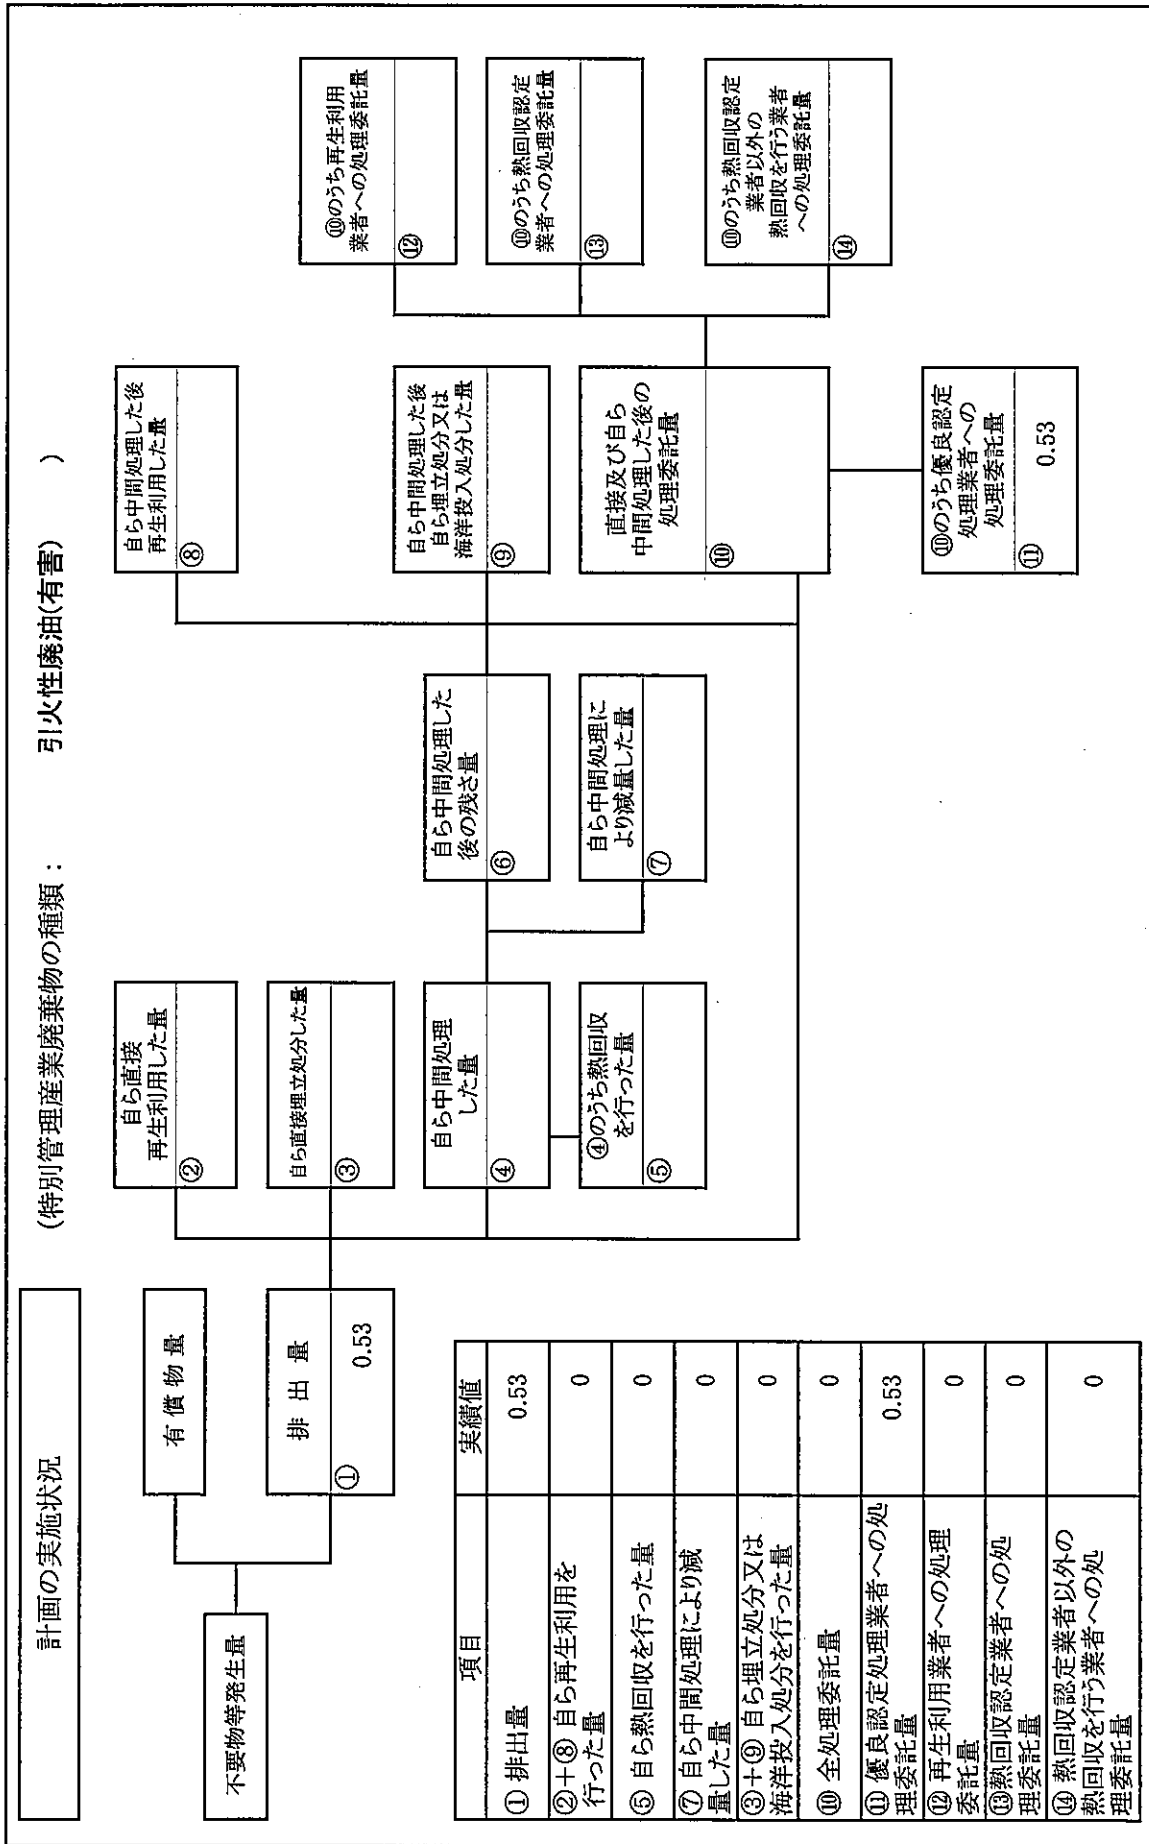 計画の実施状況
(特別管理産業廃棄物の種類： 引火性廃油(有害) )
不要物等発生量
有償物量
排出量
① 0.53
自ら直接
再生利用した量
②
自ら直接埋立処分した量
③
自ら中間処理
した量
④
④のうち熱回収
を行った量
⑤
自ら中間処理した
後の残さ量
⑥
自ら中間処理に
より減量した量
⑦
自ら中間処理した後
再生利用した量
⑧
自ら中間処理した後
自ら埋立処分又は
海洋投入処分した量
⑨
直接及び自ら
中間処理した後の
処理委託量
⑩
⑩のうち優良認定
処理業者への
処理委託量
⑪ 0.53
⑩のうち再生利用
業者への処理委託量
⑫
⑩のうち熱回収認定
業者への処理委託量
⑬
⑩のうち熱回収認定
業者以外の
熱回収を行う業者
への処理委託量
⑭
項目 実績値
① 排出量 0.53
②+⑧ 自ら再生利用を
行った量 0
⑤ 自ら熱回収を行った量 0
⑦ 自ら中間処理により減
量した量 0
③+⑨ 自ら埋立処分又は
海洋投入処分を行った量 0
⑩ 全処理委託量 0
⑪ 優良認定処理業者への処
理委託量 0.53
⑫ 再生利用業者への処理
委託量 0
⑬熱回収認定業者への処
理委託量 0
⑭ 熱回収認定業者以外の
熱回収を行う業者への処
理委託量 0